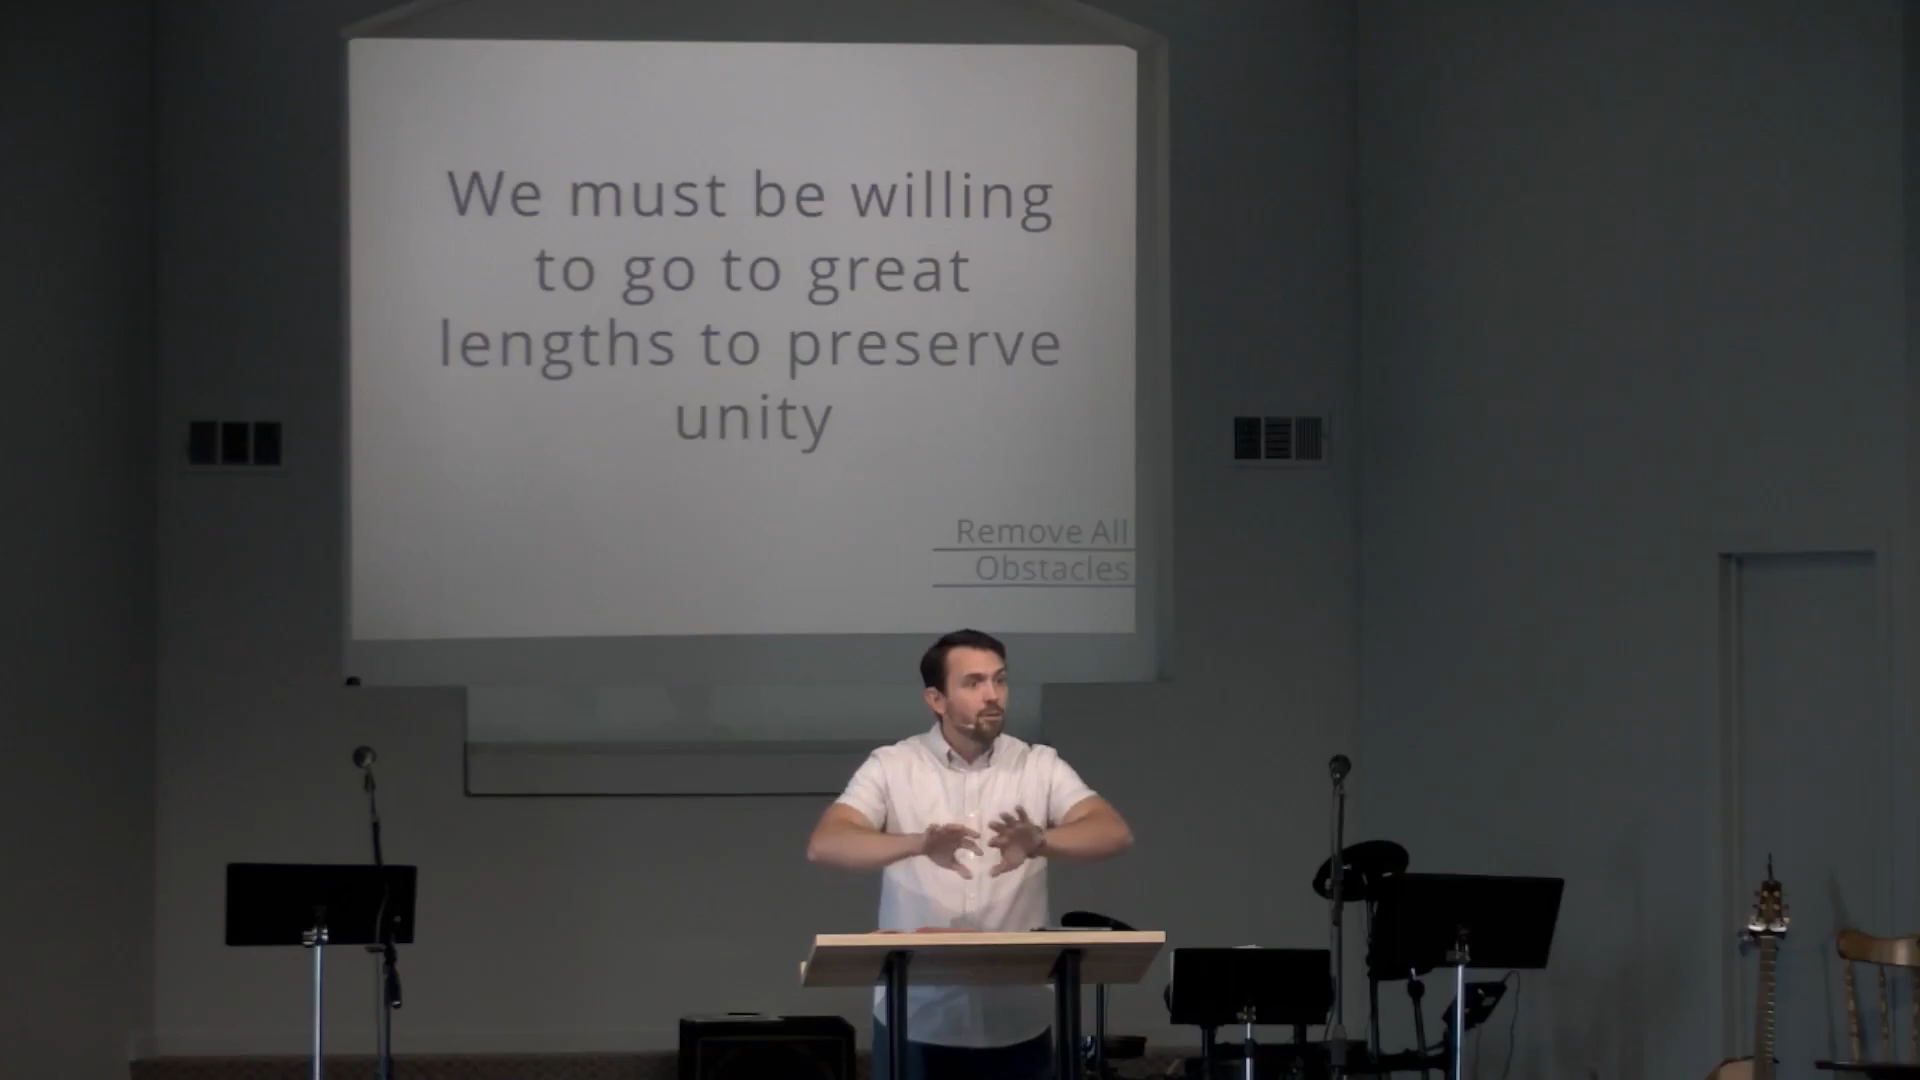 We must be willing
to go to great
lengths to preserve
unity
Remove All
Obstacles